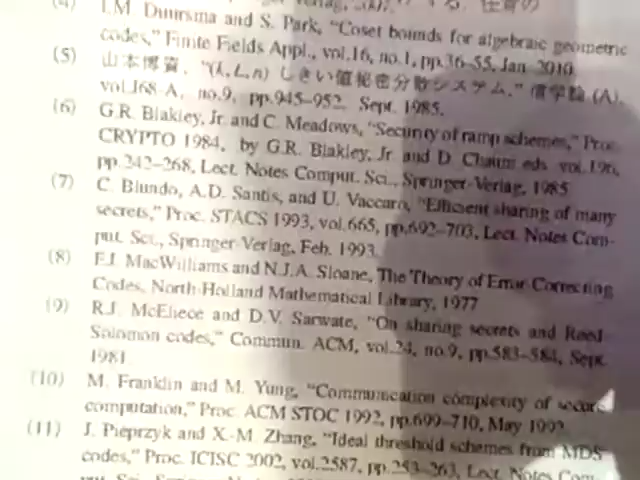 (4) I.M. Duursma and S. Park, “Coset bounds for algebraic geometric
codes,” Finite Fields Appl., vol.16, no.1, pp.36–55, Jan. 2010.
(5) 山本博資, “(k, L, n) しきい値秘密分散システム,” 信学論 (A),
vol.J68-A, no.9, pp.945–952, Sept. 1985.
(6) G.R. Blakley, Jr. and C. Meadows, “Security of ramp schemes,” Proc.
CRYPTO 1984, by G.R. Blakley, Jr. and D. Chaum eds. vol.196,
pp.242–268, Lect. Notes Comput. Sci., Springer-Verlag, 1985
(7) C. Blundo, A.D. Santis, and U. Vaccaro, “Efficient sharing of many
secrets,” Proc. STACS 1993, vol.665, pp.692–703, Lect. Notes Com-
put. Sci., Springer-Verlag, Feb. 1993.
(8) F.J. MacWilliams and N.J.A. Sloane, The Theory of Error-Correcting
Codes, North-Holland Mathematical Library, 1977
(9) R.J. McEliece and D.V. Sarwate, “On sharing secrets and Reed-
Solomon codes,” Commun. ACM, vol.24, no.9, pp.583–584, Sept.
1981.
(10) M. Franklin and M. Yung, “Communication complexity of secure
computation,” Proc. ACM STOC 1992, pp.699–710, May 1992.
(11) J. Pieprzyk and X.-M. Zhang, “Ideal threshold schemes from MDS
codes,” Proc. ICISC 2002, vol.2587, pp.253–263, Lect. Notes Com-